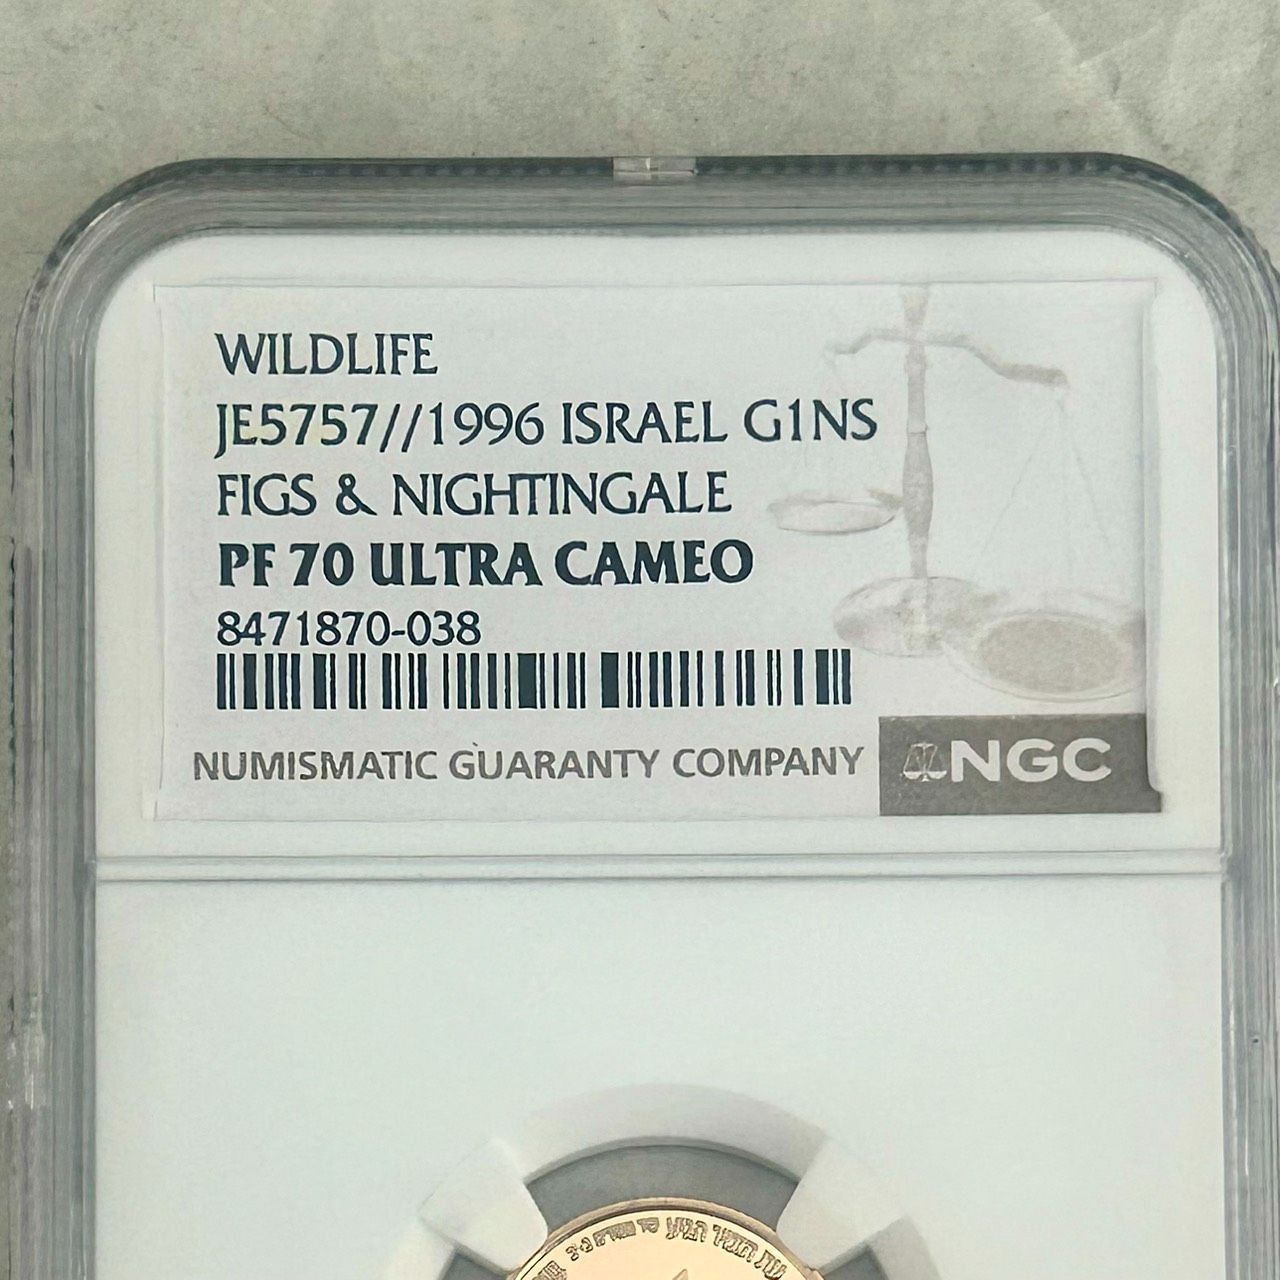 WILDLIFE
JE5757//1996 ISRAEL G1NS
FIGS & NIGHTINGALE
PF 70 ULTRA CAMEO
8471870-038
NUMISMATIC GUARANTY COMPANY NGC